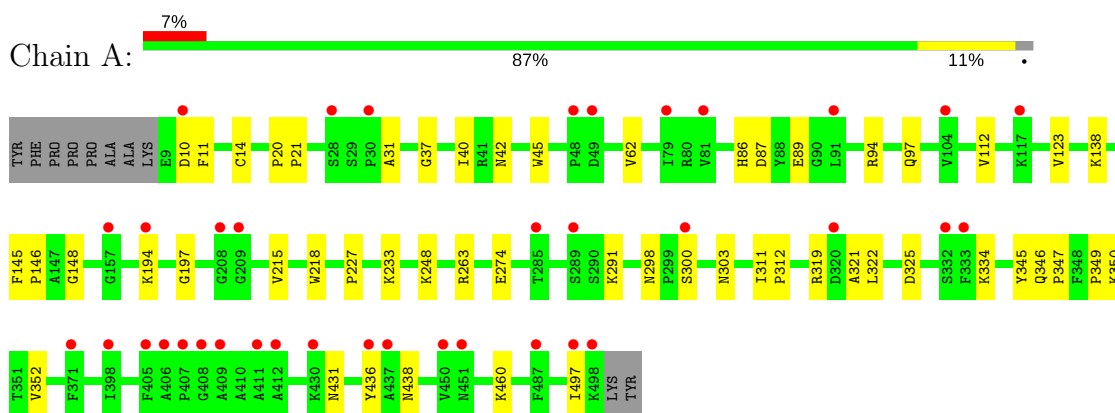 7%
Chain A:
87% 11% •
TYR PHE PRO PRO PRO ALA ALA LYS E9 D10 F11 C14 P20 P21 S28 S29 P30 A31 G37 I40 R41 N42 W45 P48 D49 V62 I79 R80 V81 H86 D87 Y88 E89 G90 L91 R94 Q97 V104 V112 K117 V123 K138
F145 P146 A147 G148 G157 K194 G197 G208 G209 V215 W218 P227 K233 K248 R263 E274 T285 S289 S290 K291 N298 P299 S300 N303 I311 P312 R319 D320 A321 L322 D325 S332 F333 K334 Y345 Q346 P347 F348 P349 K350
T351 V352 F371 I398 F405 A406 P407 G408 A409 A410 A411 A412 K430 N431 Y436 A437 N438 V450 N451 K460 F487 I497 K498 LYS TYR